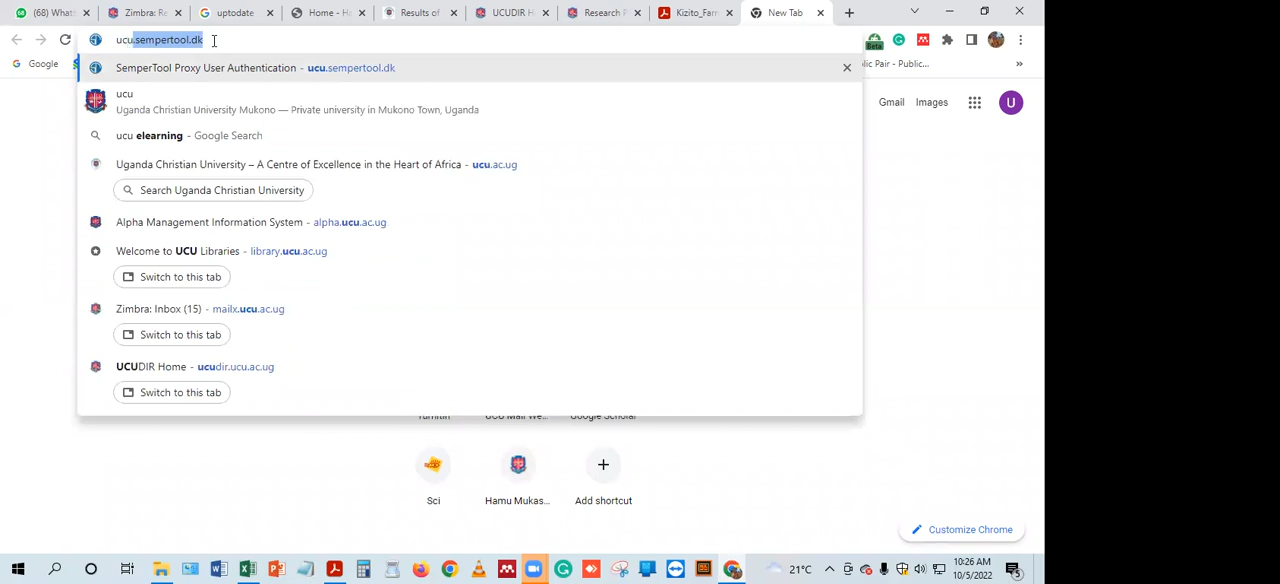 (68) What:
Zimbra: Re
uptodate
Home - Ha
Results of
UCUDIR H
Research P
Kizito_Fam
New Tab
ucu.sempertool.dk
Beta
Google
lic Pair - Public...
SemperTool Proxy User Authentication - ucu.sempertool.dk
ucu
Uganda Christian University Mukono — Private university in Mukono Town, Uganda
Gmail Images
U
ucu elearning - Google Search
Uganda Christian University – A Centre of Excellence in the Heart of Africa - ucu.ac.ug
Search Uganda Christian University
Alpha Management Information System - alpha.ucu.ac.ug
Welcome to UCU Libraries - library.ucu.ac.ug
Switch to this tab
Zimbra: Inbox (15) - mailx.ucu.ac.ug
Switch to this tab
UCUDIR Home - ucudir.ucu.ac.ug
Switch to this tab
Turnitin UCU Mail We... Google Scholar
Sci Hamu Mukas... Add shortcut
Customize Chrome
21°C
10:26 AM
10/5/2022
5